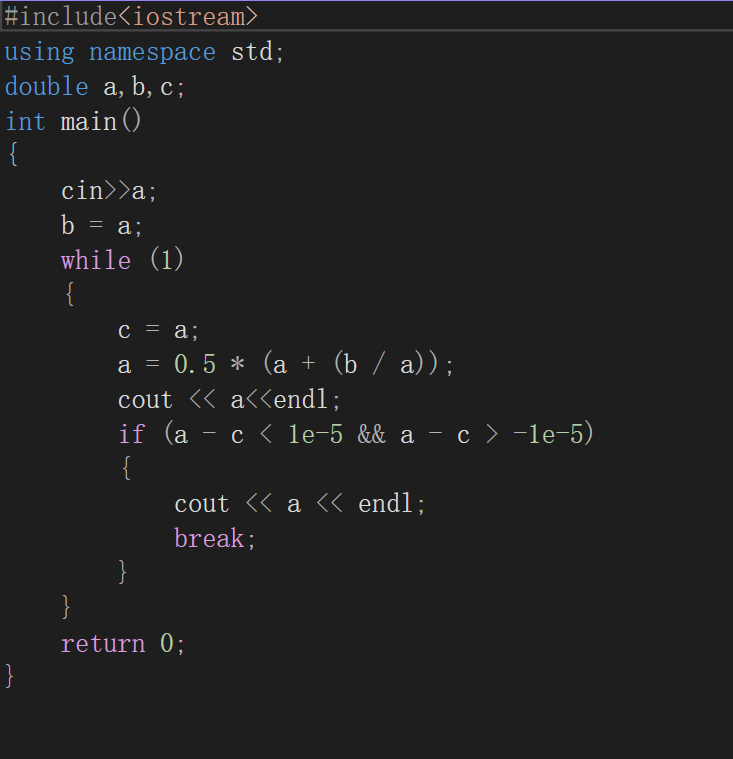 #include<iostream>
using namespace std;
double a,b,c;
int main()
{
    cin>>a;
    b = a;
    while (1)
    {
        c = a;
        a = 0.5 * (a + (b / a));
        cout << a<<endl;
        if (a - c < 1e-5 && a - c > -1e-5)
        {
            cout << a << endl;
            break;
        }
    }
    return 0;
}